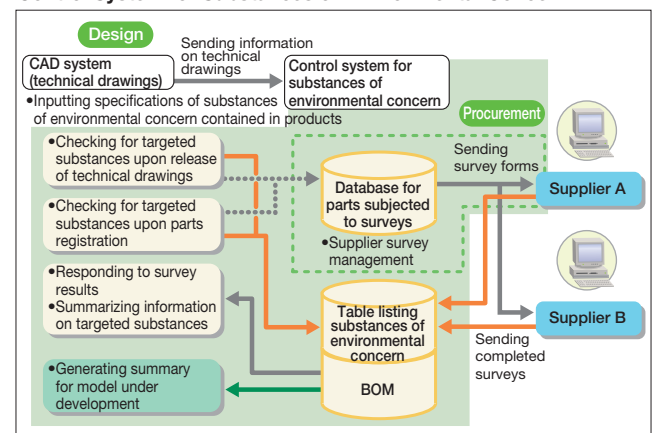 Design
CAD system
(technical drawings)
Sending information
on technical
drawings
Control system for
substances of
environmental concern
•Inputting specifications of substances
of environmental concern contained in products
Procurement
•Checking for targeted
substances upon release
of technical drawings
•Checking for targeted
substances upon parts
registration
Database for
parts subjected
to surveys
•Supplier survey
management
Sending
survey forms
Supplier A
•Responding to survey
results
•Summarizing information
on targeted substances
Table listing
substances of
environmental
concern
BOM
Supplier B
Sending
completed
surveys
•Generating summary
for model under
development